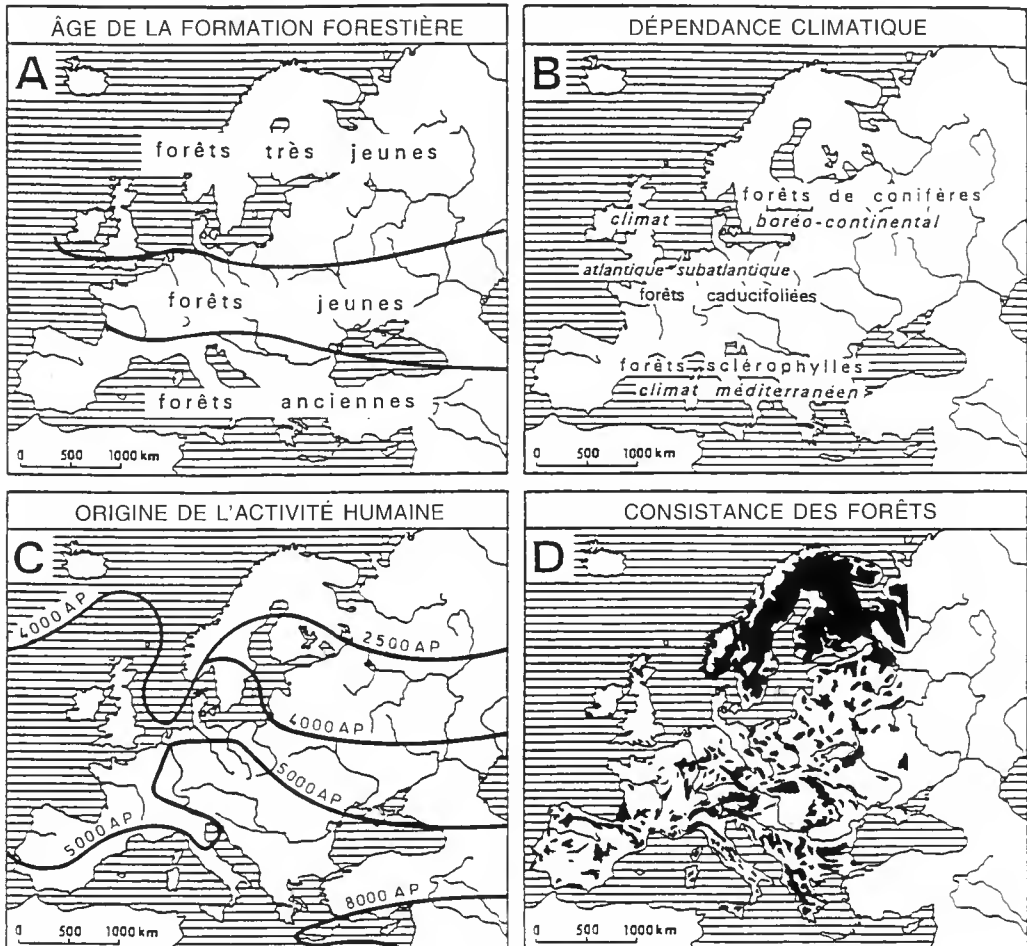 ÂGE DE LA FORMATION FORESTIÈRE
A
forêts très jeunes
forêts jeunes
forêts anciennes
0 500 1000 km
DÉPENDANCE CLIMATIQUE
B
forêts de conifères
climat boréo-continental
atlantique subatlantique
forêts caducifoliées
forêts sclérophylles
climat méditerranéen
0 500 1000 km
ORIGINE DE L'ACTIVITÉ HUMAINE
C
4000 AP
2500 AP
4000 AP
5000 AP
5000 AP
8000 AP
0 500 1000 km
CONSISTANCE DES FORÊTS
D
0 500 1000 km